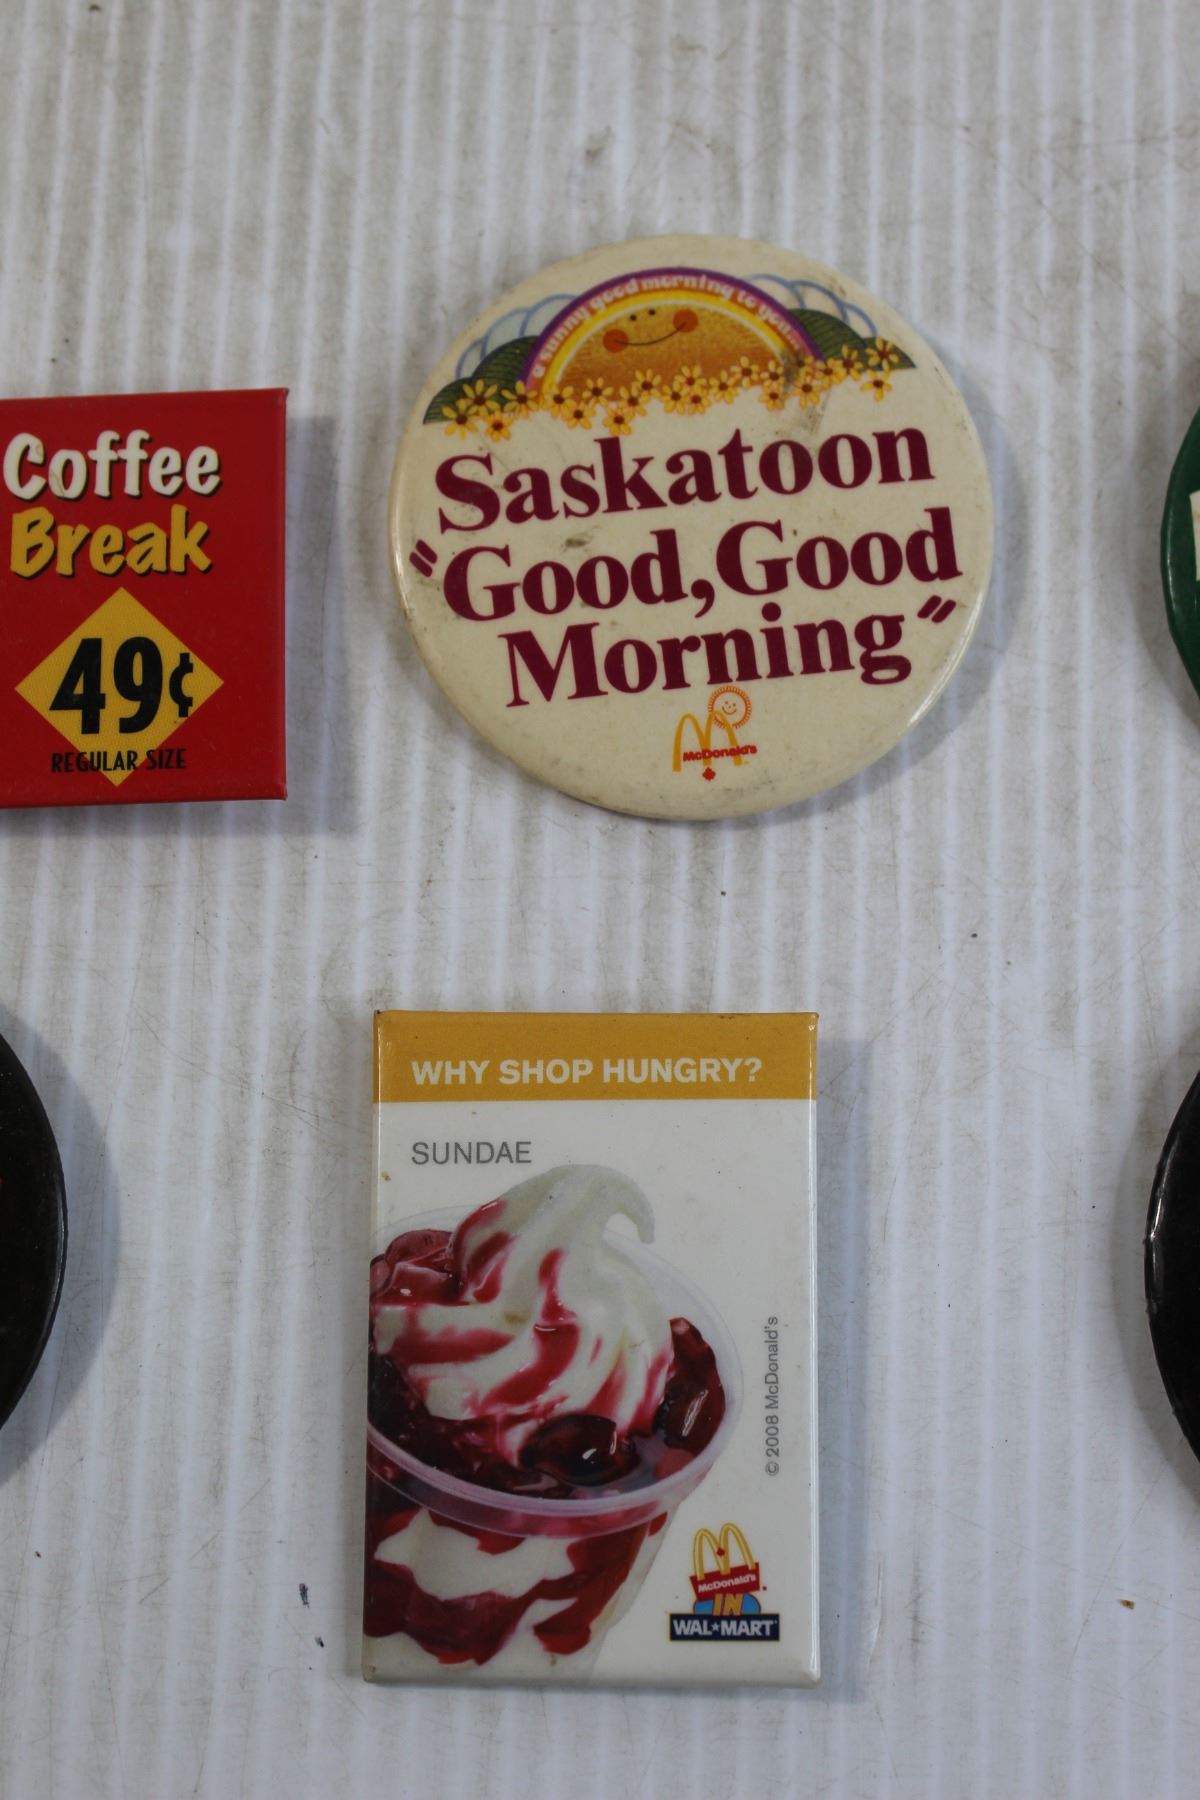 Coffee
Break
49¢
REGULAR SIZE
a sunny good morning to you...
Saskatoon
"Good, Good
Morning"
McDonald's
WHY SHOP HUNGRY?
SUNDAE
© 2008 McDonald's
McDonald's
IN
WAL★MART